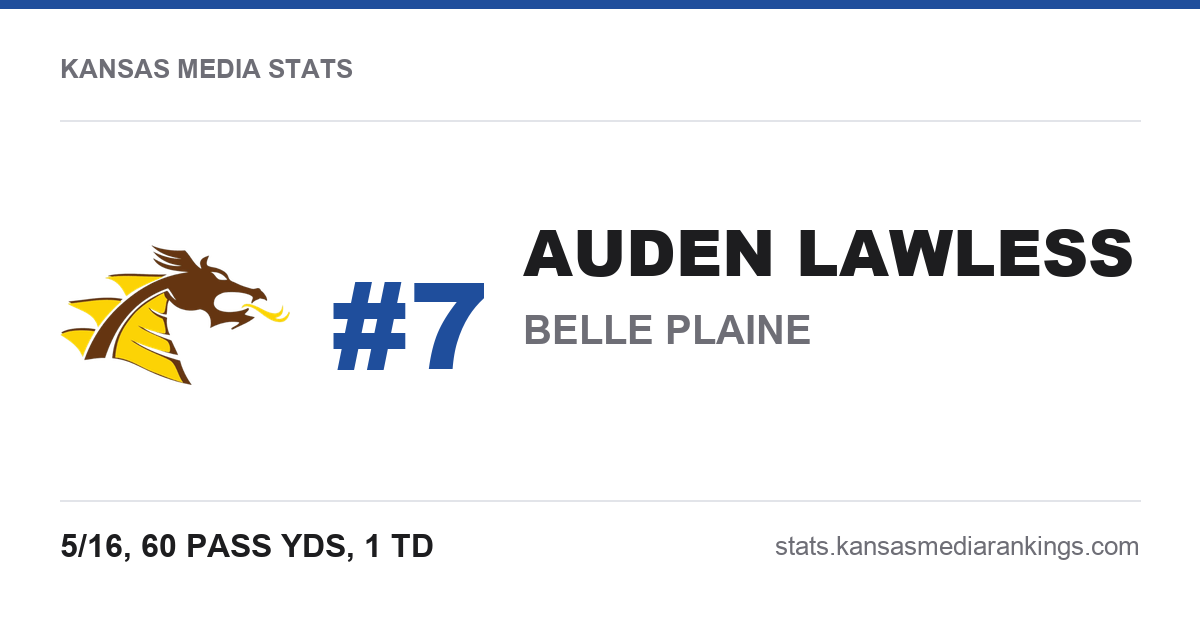 KANSAS MEDIA STATS
#7
AUDEN LAWLESS
BELLE PLAINE
5/16, 60 PASS YDS, 1 TD
stats.kansasmediarankings.com